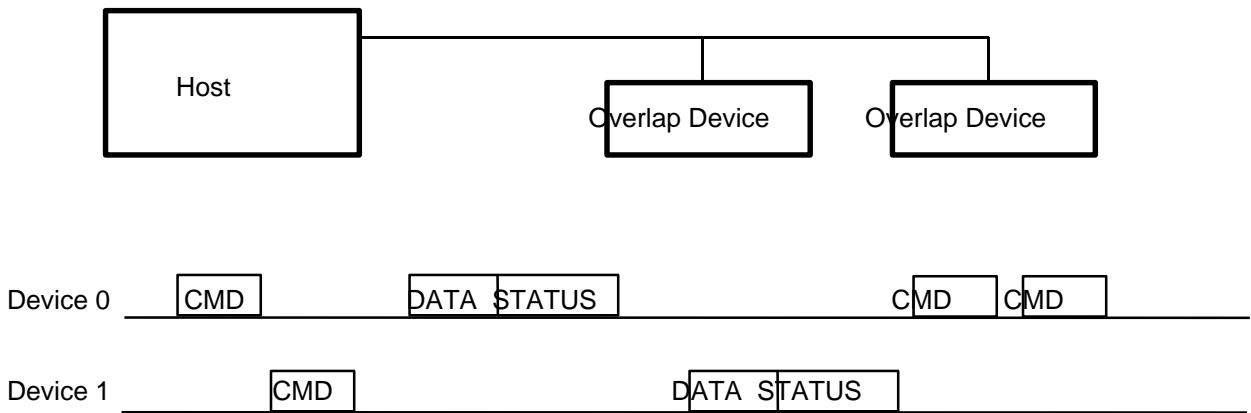 Host
Overlap Device Overlap Device
Device 0 CMD DATA STATUS CMD CMD
Device 1 CMD DATA STATUS